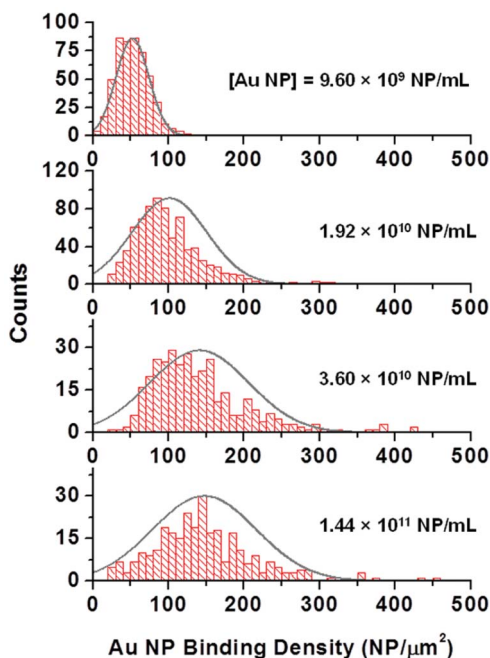 100
75
50
25
0
[Au NP] = 9.60 × 10⁹ NP/mL
0 100 200 300 400 500
120
80
40
0
1.92 × 10¹⁰ NP/mL
0 100 200 300 400 500
30
15
0
3.60 × 10¹⁰ NP/mL
0 100 200 300 400 500
30
15
0
1.44 × 10¹¹ NP/mL
0 100 200 300 400 500
Counts
Au NP Binding Density (NP/μm²)